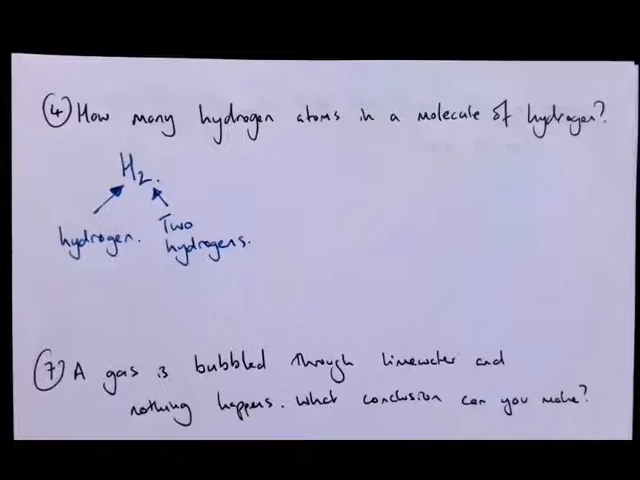 ④ How many hydrogen atoms in a molecule of hydrogen?
H₂.
hydrogen.
Two
hydrogens.
⑦ A gas is bubbled through limewater and
nothing happens. What conclusion can you make?